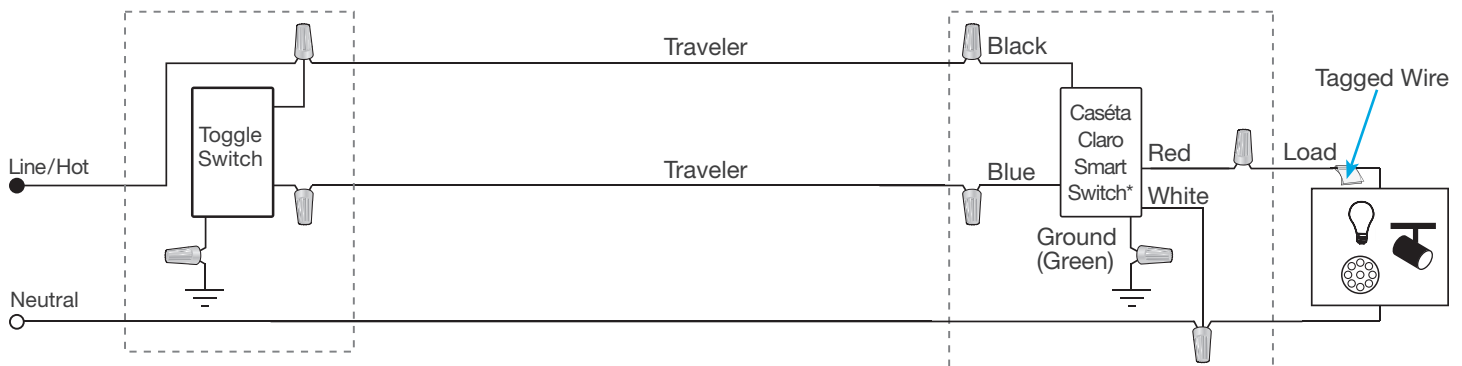 Traveler
Black
Tagged Wire
Toggle
Switch
Caséta
Claro
Smart
Switch*
Line/Hot
Traveler
Blue
Red
Load
White
Ground
(Green)
Neutral